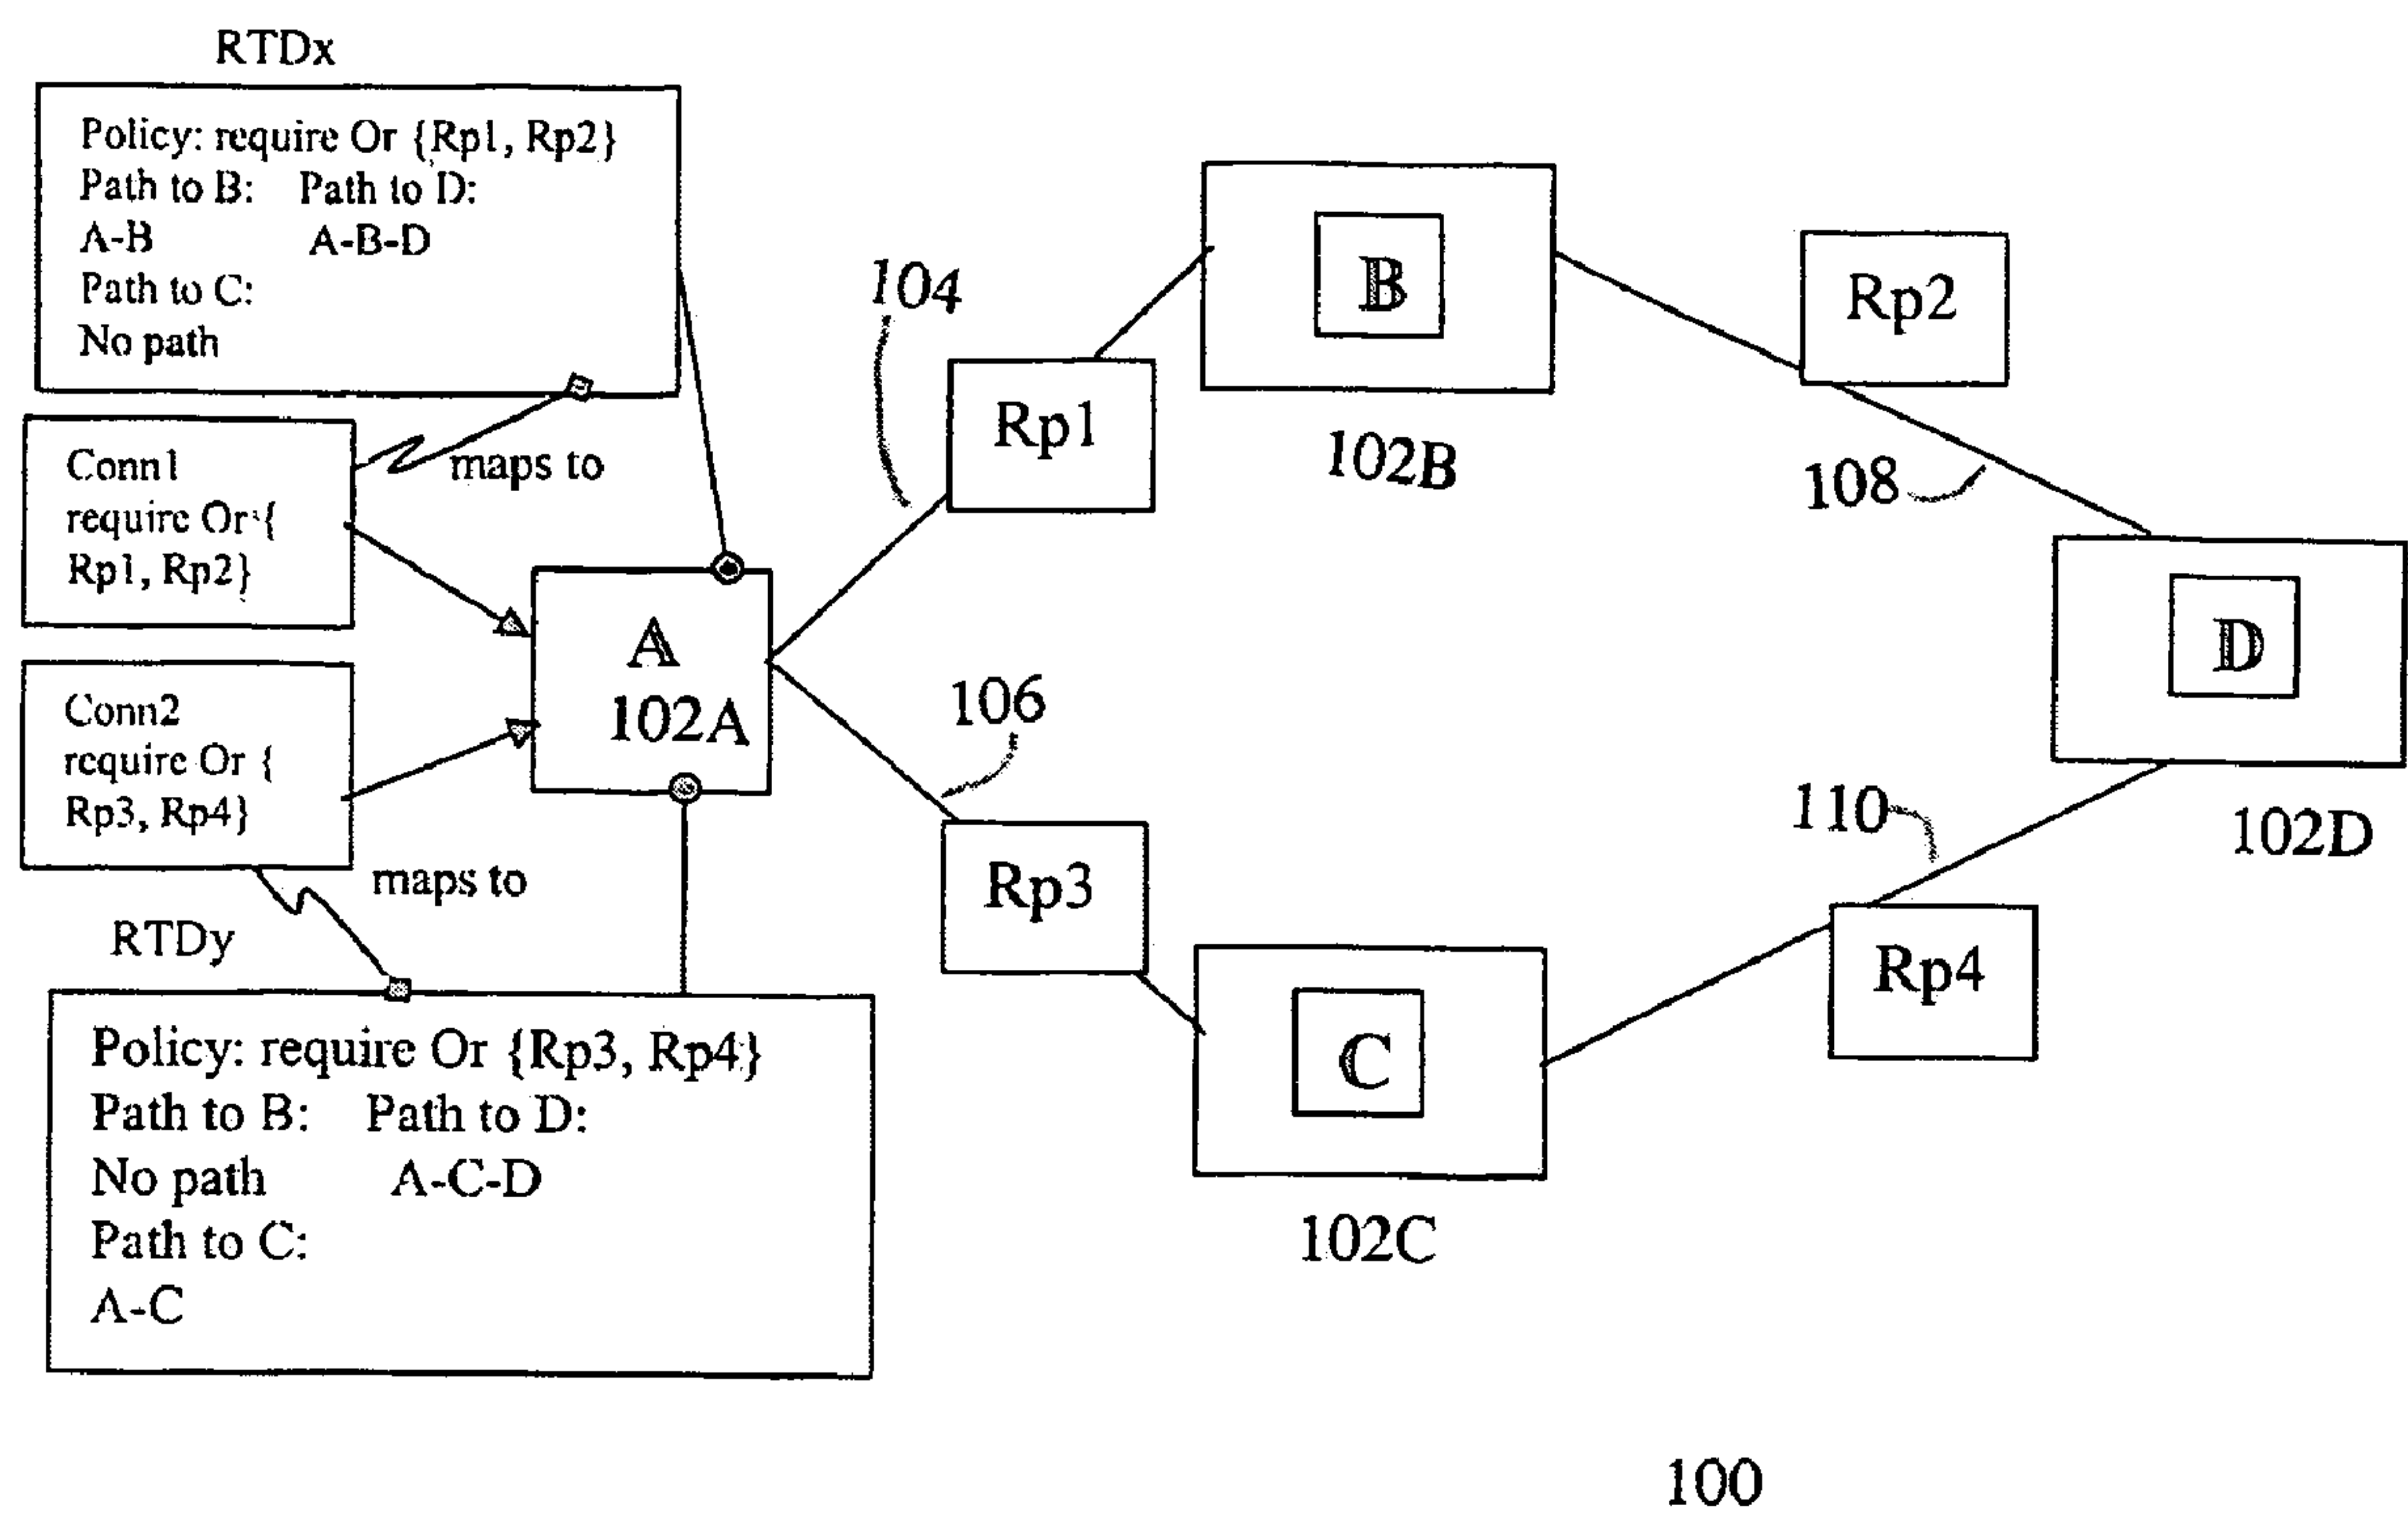 RTDx
Policy: require Or {Rp1, Rp2}
Path to B: Path to D:
A-B A-B-D
Path to C:
No path
Conn1
require Or {
Rp1, Rp2}
maps to
Conn2
require Or {
Rp3, Rp4}
maps to
RTDy
Policy: require Or {Rp3, Rp4}
Path to B: Path to D:
No path A-C-D
Path to C:
A-C
A
102A
104
Rp1
B
102B
Rp2
108
D
102D
106
Rp3
C
102C
110
Rp4
100